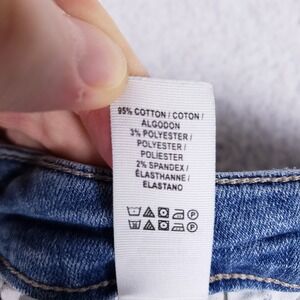 95% COTTON / COTON /
ALGODON
3% POLYESTER /
POLYESTER /
POLIESTER
2% SPANDEX /
ÉLASTHANNE /
ELASTANO